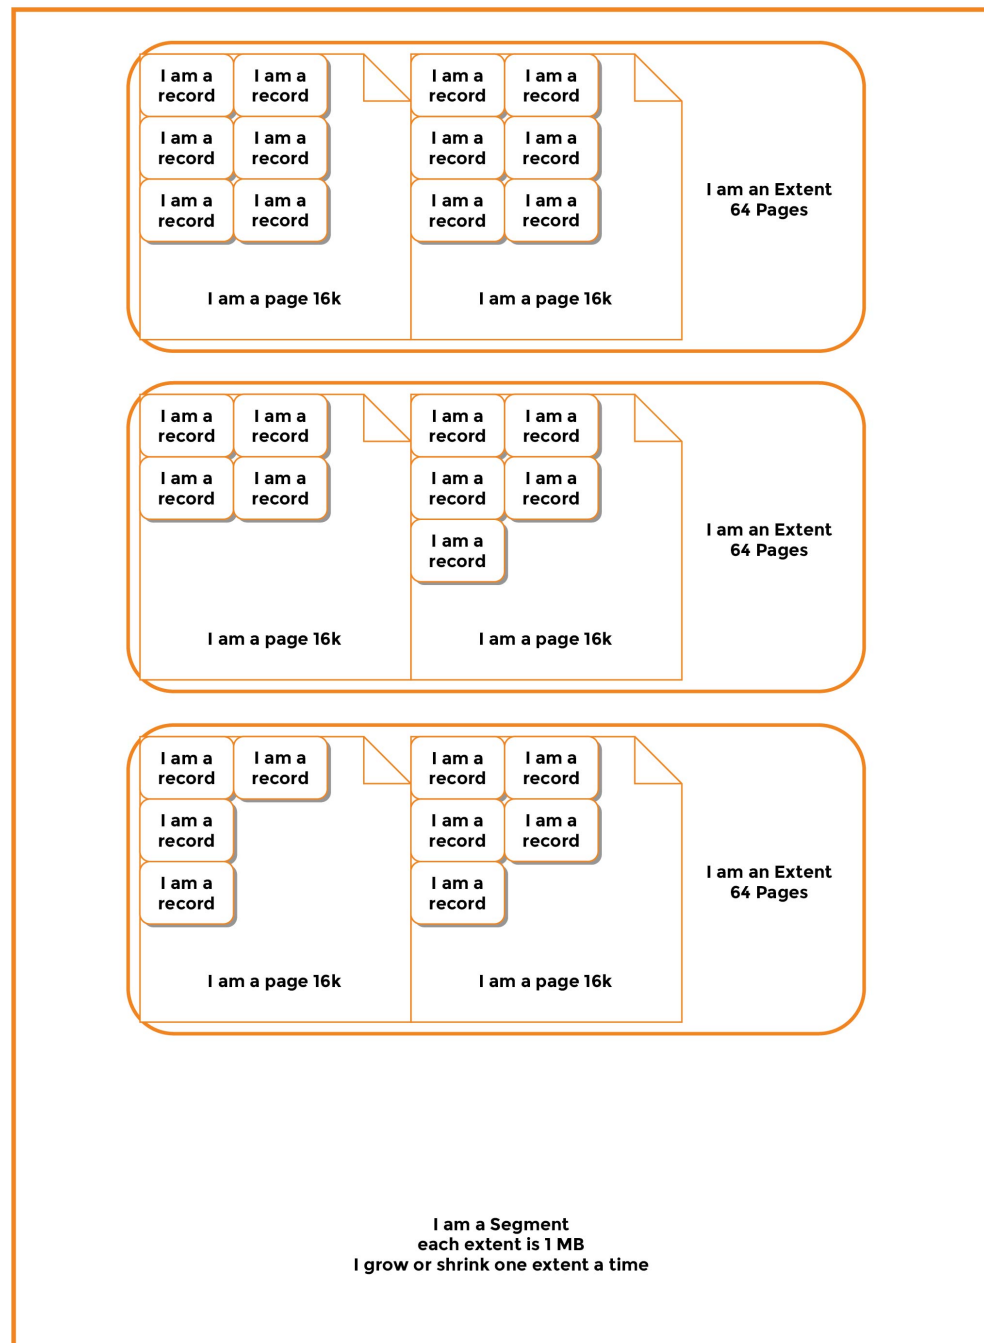 I am a
record
I am a
record
I am a
record
I am a
record
I am a
record
I am a
record
I am a page 16k
I am a
record
I am a
record
I am a
record
I am a
record
I am a
record
I am a
record
I am a page 16k
I am an Extent
64 Pages
I am a
record
I am a
record
I am a
record
I am a
record
I am a page 16k
I am a
record
I am a
record
I am a
record
I am a
record
I am a
record
I am a page 16k
I am an Extent
64 Pages
I am a
record
I am a
record
I am a
record
I am a
record
I am a page 16k
I am a
record
I am a
record
I am a
record
I am a
record
I am a
record
I am a page 16k
I am an Extent
64 Pages
I am a Segment
each extent is 1 MB
I grow or shrink one extent a time